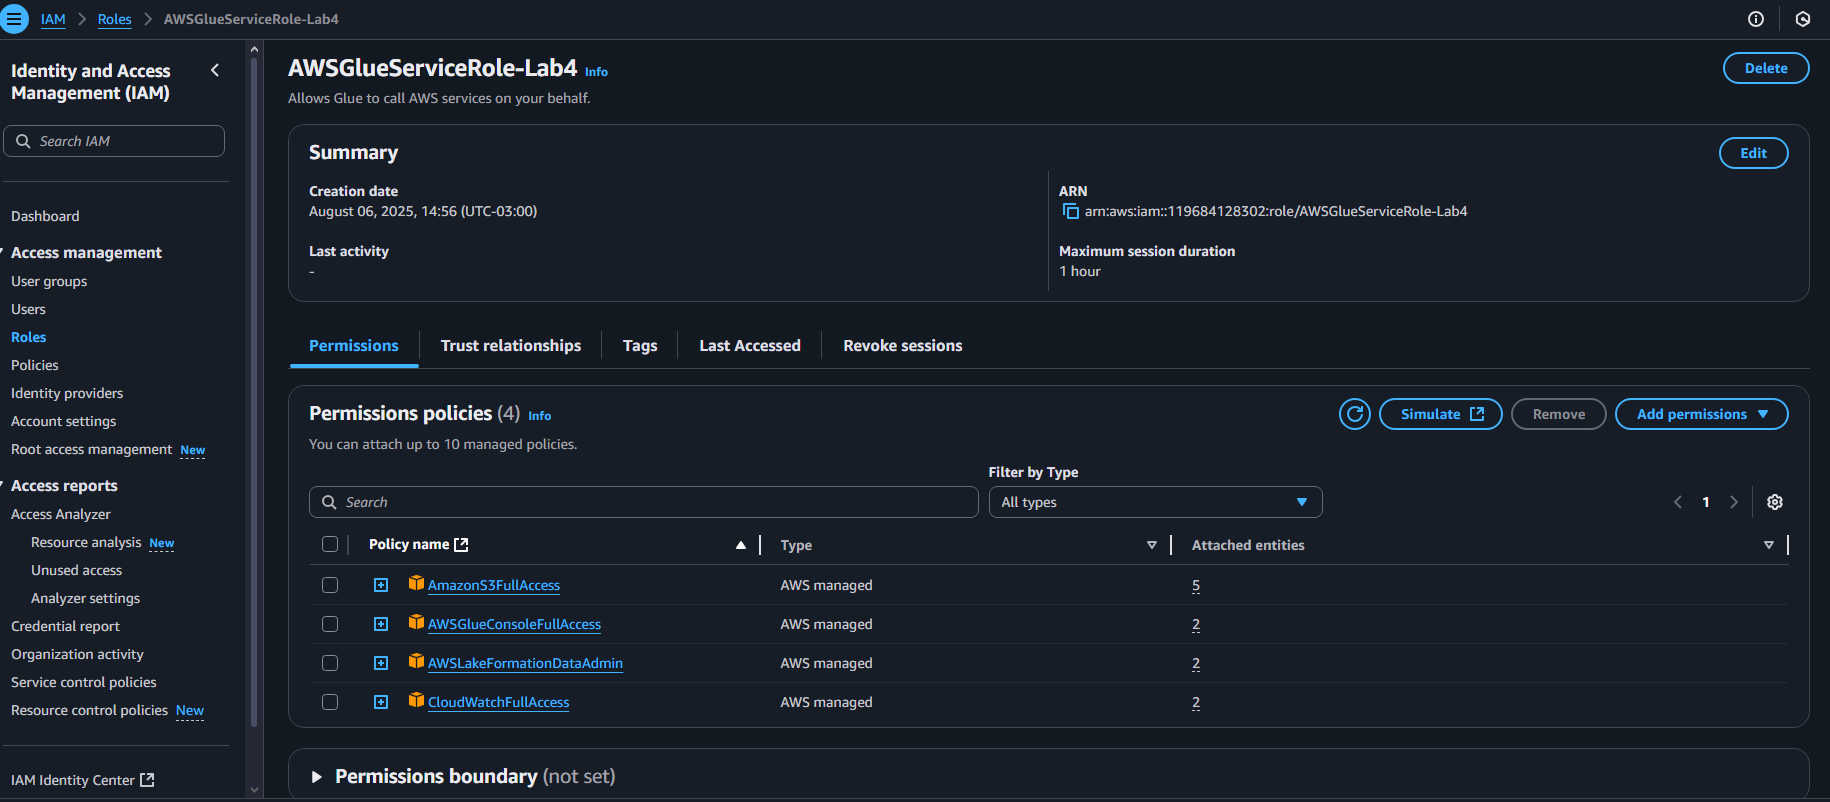 IAM > Roles > AWSGlueServiceRole-Lab4
Identity and Access Management (IAM)
Search IAM
Dashboard
Access management
User groups
Users
Roles
Policies
Identity providers
Account settings
Root access management New
Access reports
Access Analyzer
Resource analysis New
Unused access
Analyzer settings
Credential report
Organization activity
Service control policies
Resource control policies New
IAM Identity Center
AWSGlueServiceRole-Lab4 Info
Delete
Allows Glue to call AWS services on your behalf.
Summary
Edit
Creation date
August 06, 2025, 14:56 (UTC-03:00)
ARN
arn:aws:iam::119684128302:role/AWSGlueServiceRole-Lab4
Last activity
-
Maximum session duration
1 hour
Permissions Trust relationships Tags Last Accessed Revoke sessions
Permissions policies (4) Info
Simulate Remove Add permissions
You can attach up to 10 managed policies.
Filter by Type
Search All types 1
Policy name Type Attached entities
AmazonS3FullAccess AWS managed 5
AWSGlueConsoleFullAccess AWS managed 2
AWSLakeFormationDataAdmin AWS managed 2
CloudWatchFullAccess AWS managed 2
Permissions boundary (not set)